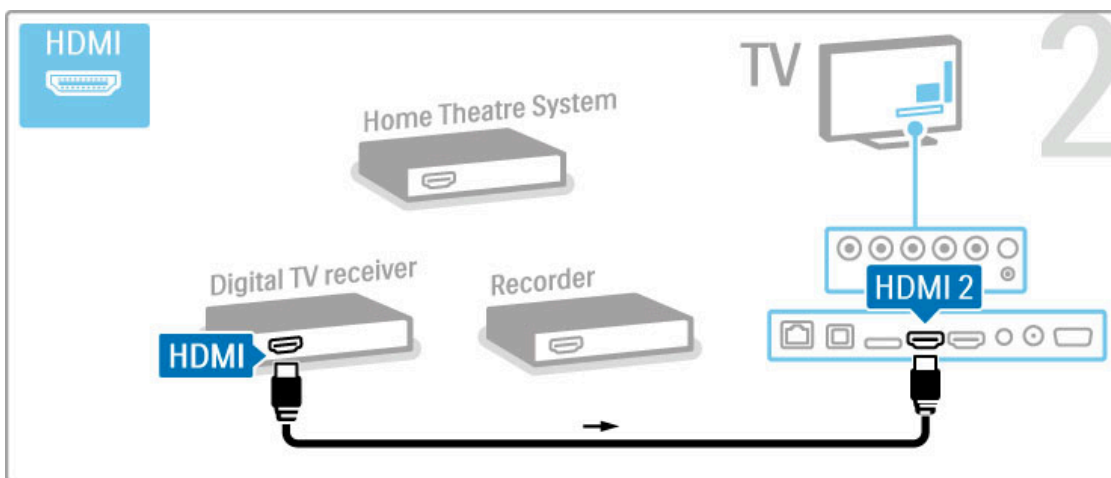 HDMI
TV
2
Home Theatre System
Digital TV receiver
Recorder
HDMI 2
HDMI